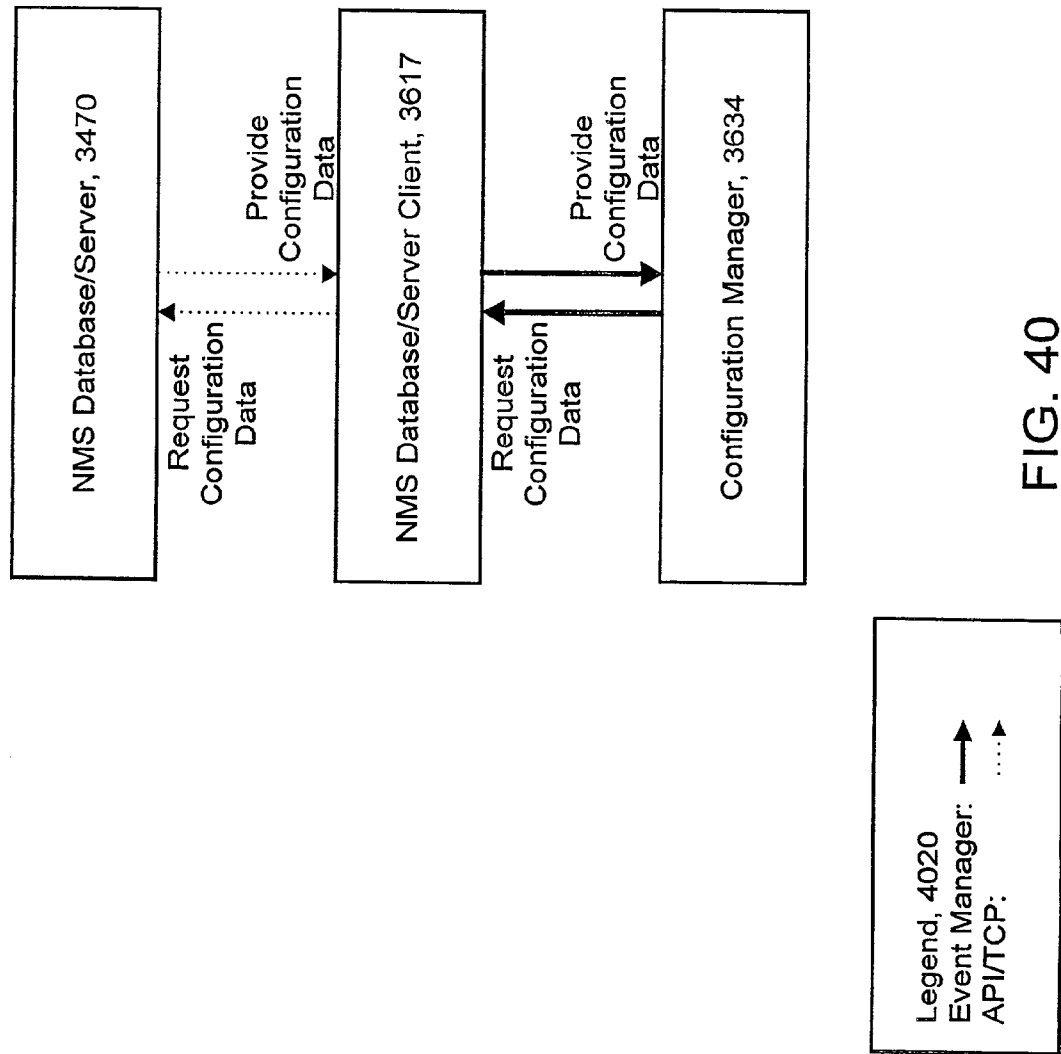 NMS Database/Server, 3470
Request
Configuration
Data
Provide
Configuration
Data
NMS Database/Server Client, 3617
Request
Configuration
Data
Provide
Configuration
Data
Configuration Manager, 3634
Legend, 4020
Event Manager:
API/TCP:
FIG. 40